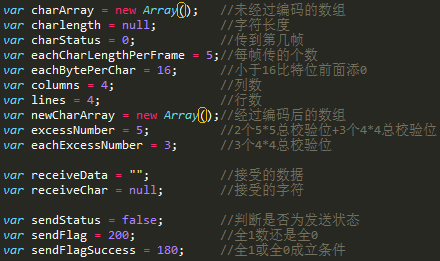 var charArray = new Array();   //未经过编码的数组
var charlength = null;         //字符长度
var charStatus = 0;            //传到第几帧
var eachCharLengthPerFrame = 5;//每帧传的个数
var eachBytePerChar = 16;      //小于16比特位前面添0
var columns = 4;               //列数
var lines = 4;                 //行数
var newCharArray = new Array();//经过编码后的数组
var excessNumber = 5;          //2个5*5总校验位+3个4*4总校验位
var eachExcessNumber = 3;      //3个4*4总校验位
var receiveData = "";          //接受的数据
var receiveChar = null;        //接受的字符
var sendStatus = false;        //判断是否为发送状态
var sendFlag = 200;            //全1数还是全0
var sendFlagSuccess = 180;     //全1或全0成立条件